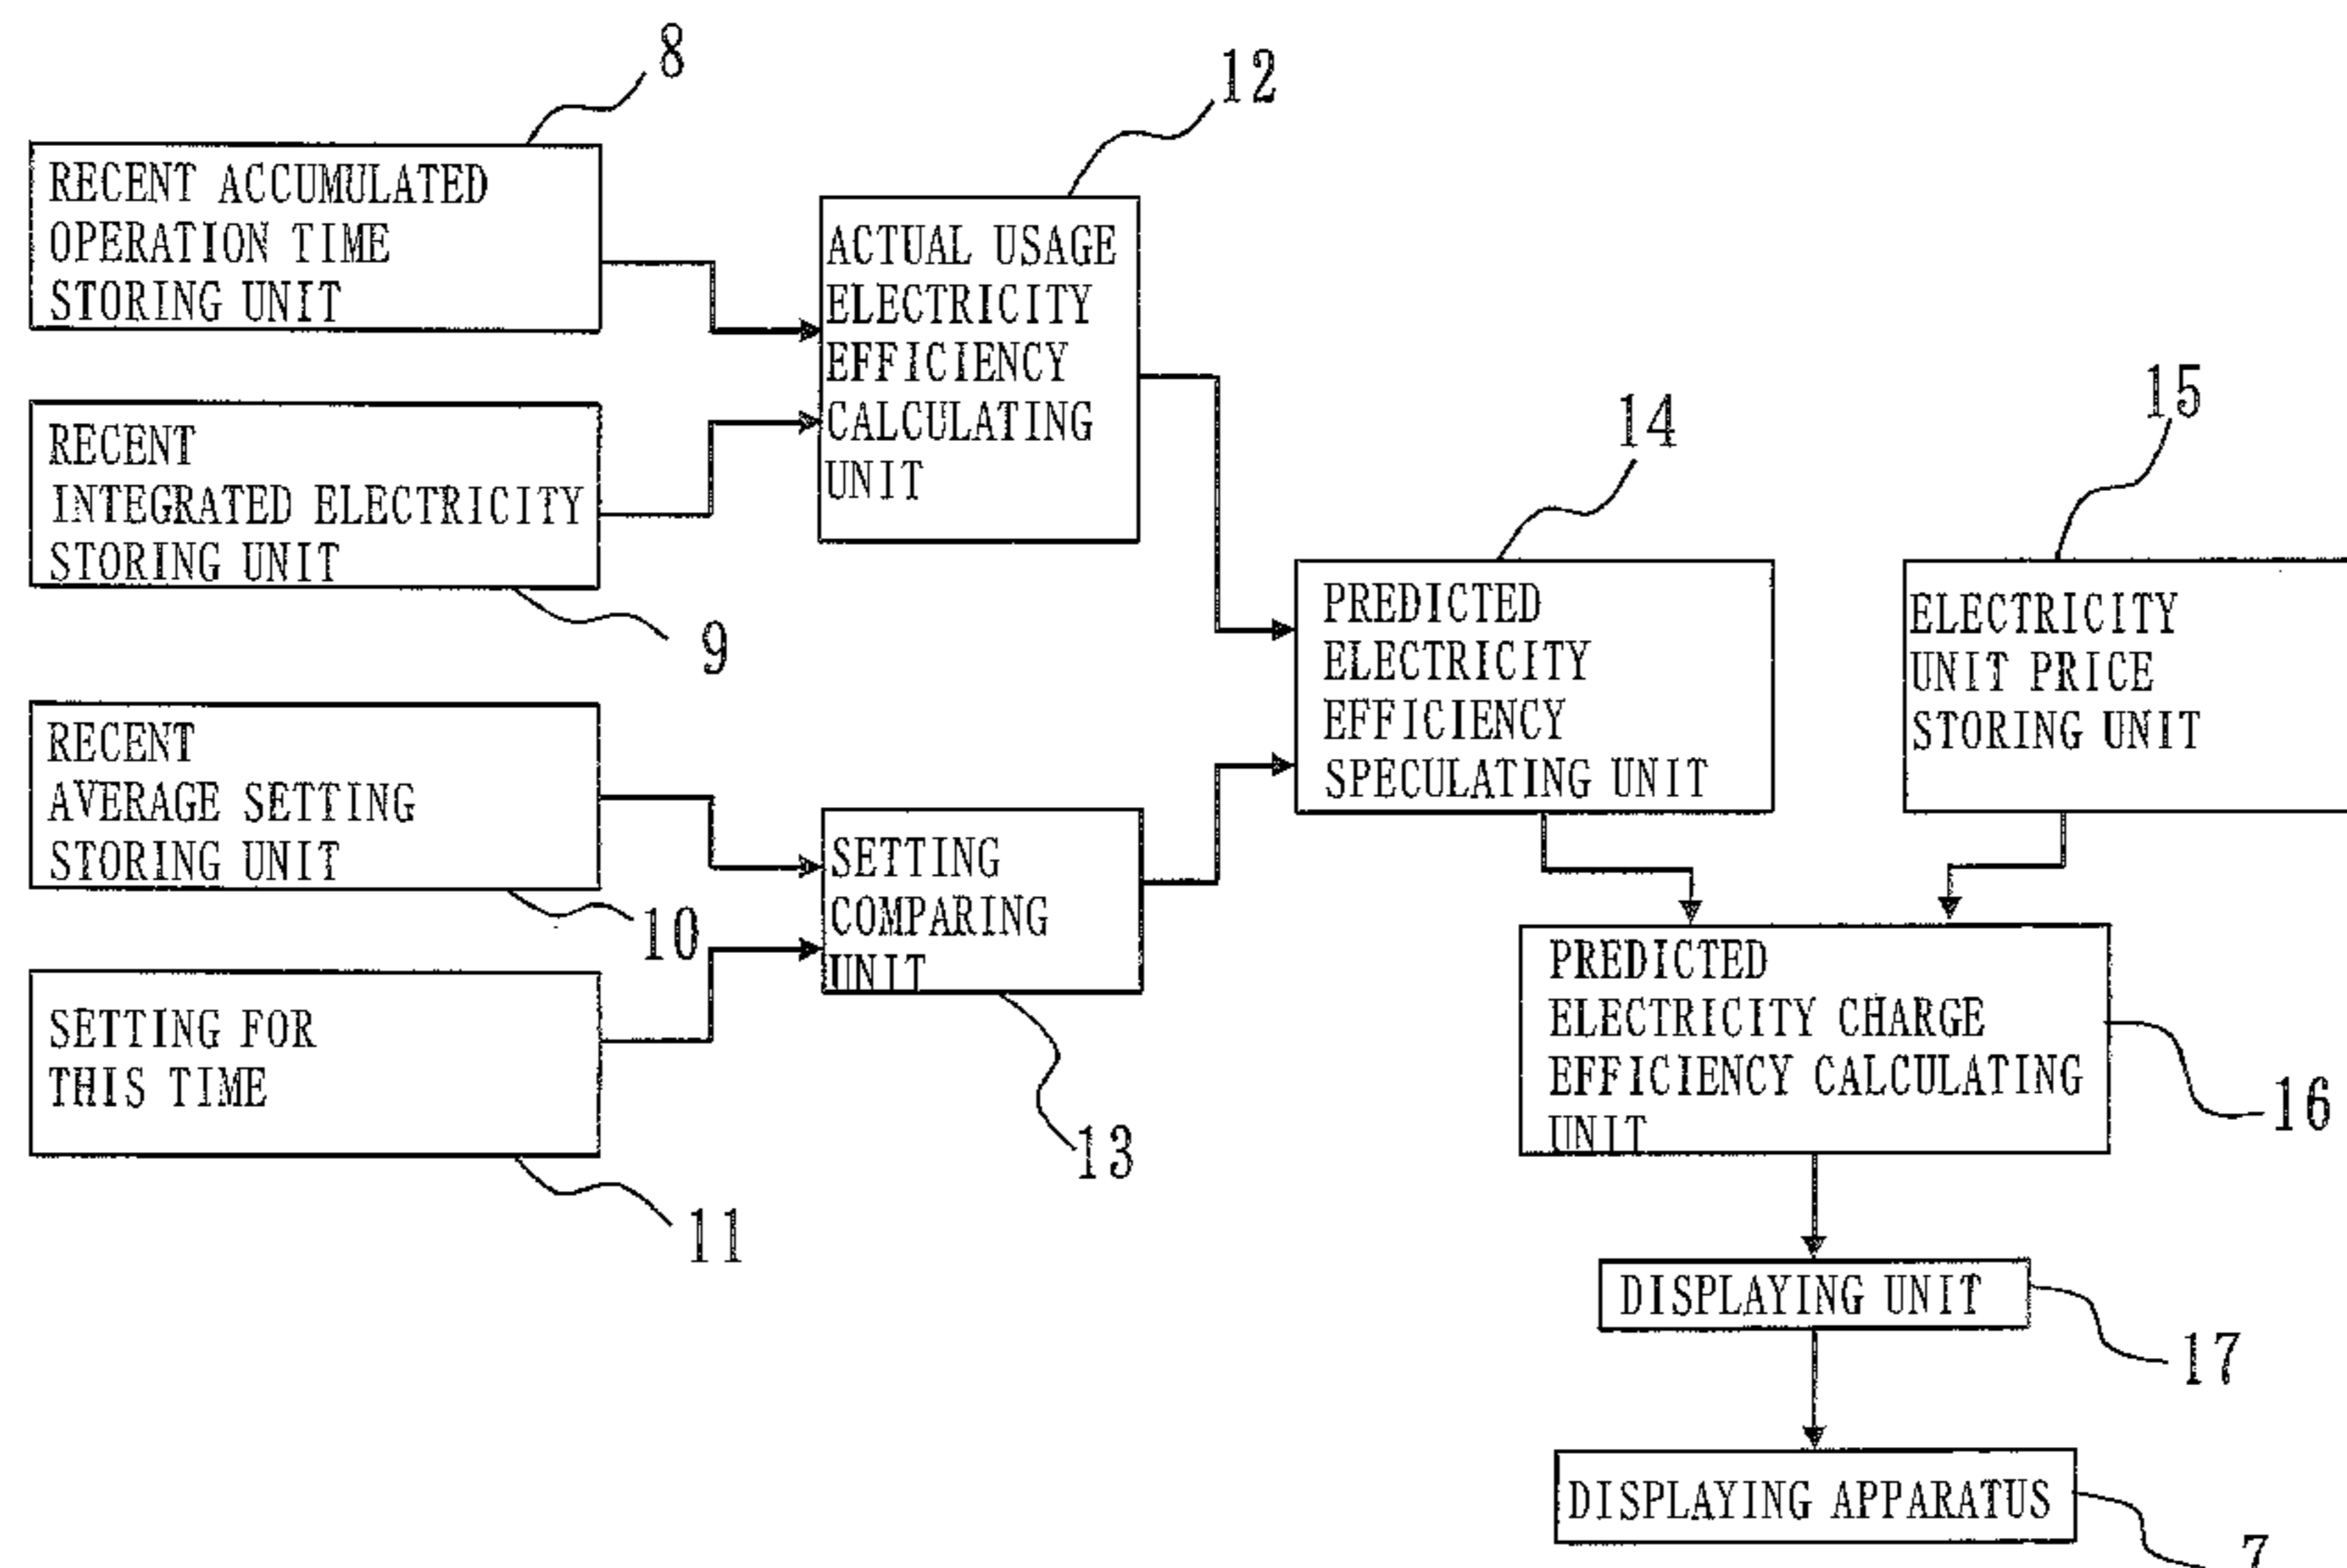 8
RECENT ACCUMULATED
OPERATION TIME
STORING UNIT
12
ACTUAL USAGE
ELECTRICITY
EFFICIENCY
CALCULATING
UNIT
RECENT
INTEGRATED ELECTRICITY
STORING UNIT
9
14
PREDICTED
ELECTRICITY
EFFICIENCY
SPECULATING UNIT
15
ELECTRICITY
UNIT PRICE
STORING UNIT
RECENT
AVERAGE SETTING
STORING UNIT
10
SETTING
COMPARING
UNIT
13
SETTING FOR
THIS TIME
11
PREDICTED
ELECTRICITY CHARGE
EFFICIENCY CALCULATING
UNIT
16
DISPLAYING UNIT
17
DISPLAYING APPARATUS
7